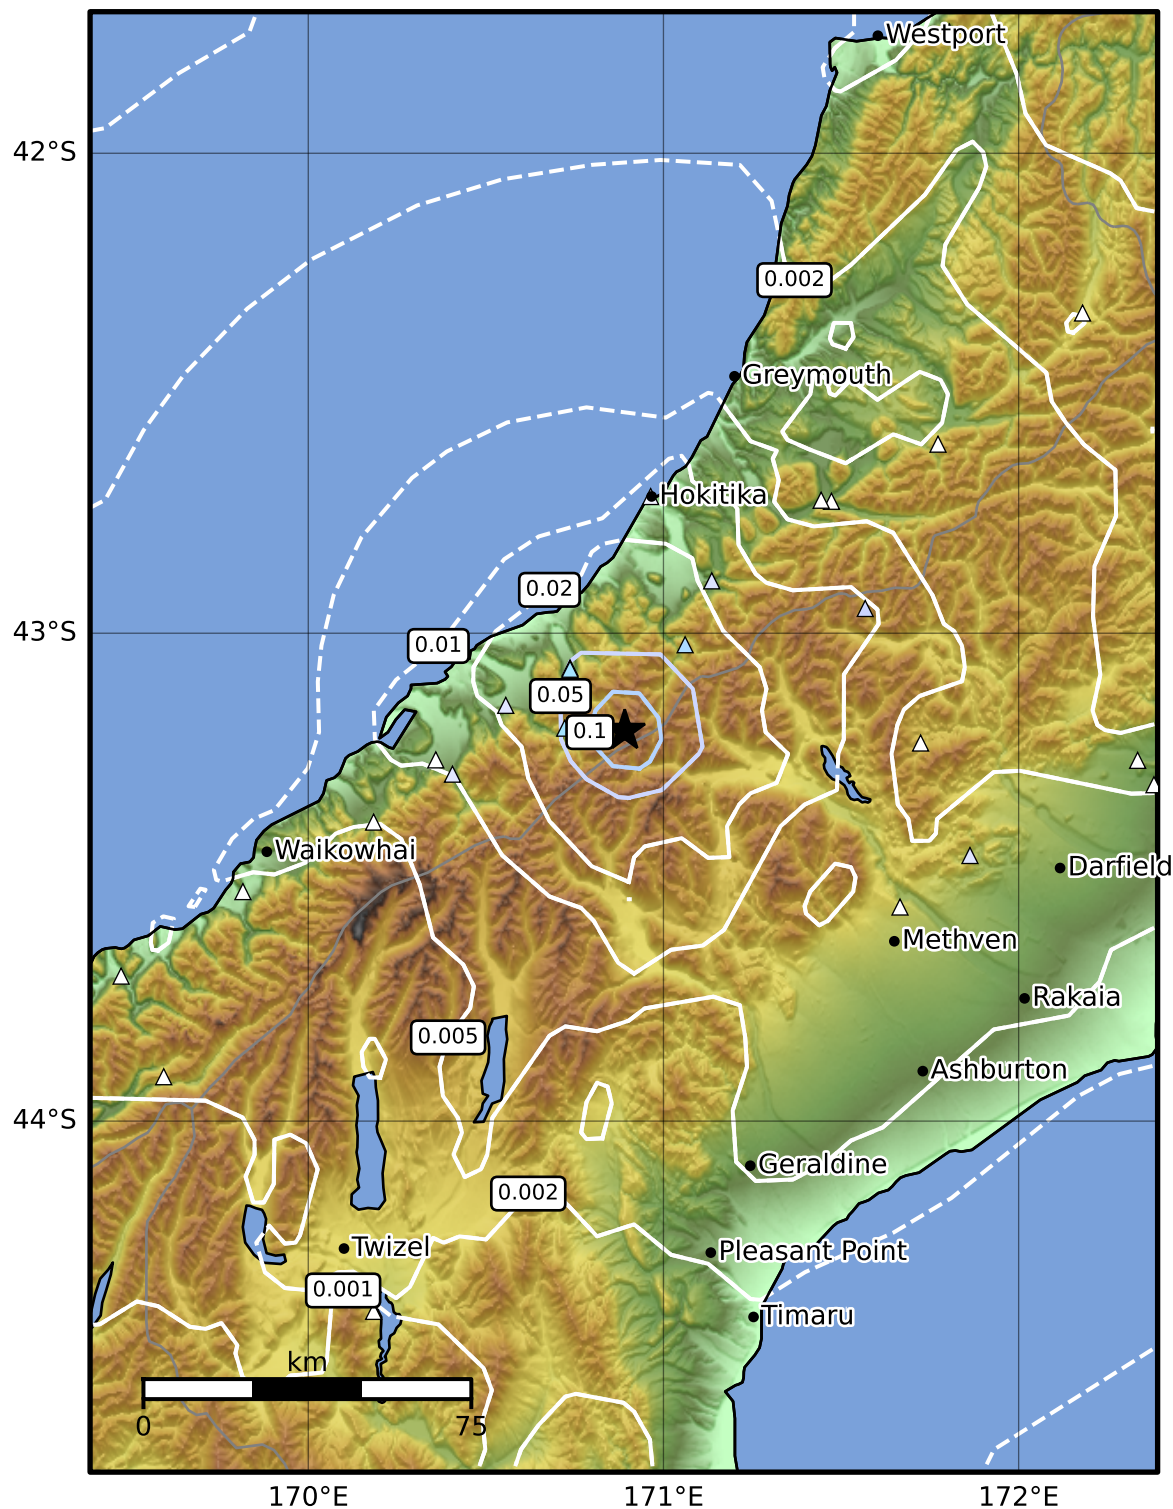 Westport
42°S
0.002
Greymouth
Hokitika
0.02
43°S
0.01
0.05
0.1
Waikowhai
Darfield
Methven
Rakaia
0.005
Ashburton
44°S
Geraldine
0.002
Twizel
Pleasant Point
0.001
Timaru
km
0
75
170°E
171°E
172°E